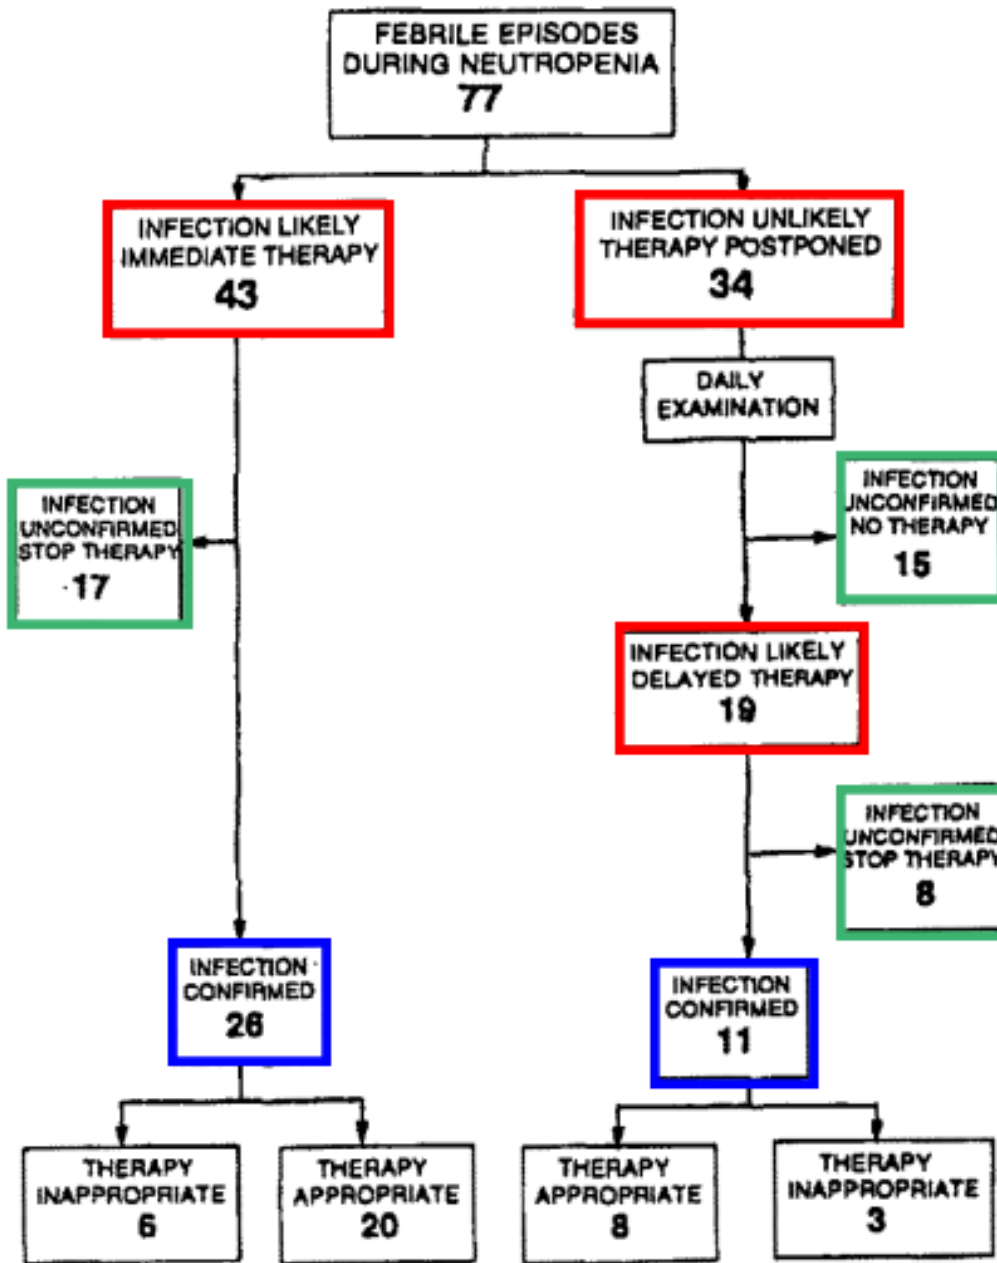 FEBRILE EPISODES
DURING NEUTROPENIA
77
INFECTION LIKELY
IMMEDIATE THERAPY
43
INFECTION UNLIKELY
THERAPY POSTPONED
34
DAILY
EXAMINATION
INFECTION
UNCONFIRMED
STOP THERAPY
17
INFECTION
UNCONFIRMED
NO THERAPY
15
INFECTION LIKELY
DELAYED THERAPY
19
INFECTION
UNCONFIRMED
STOP THERAPY
8
INFECTION
CONFIRMED
26
INFECTION
CONFIRMED
11
THERAPY
INAPPROPRIATE
6
THERAPY
APPROPRIATE
20
THERAPY
APPROPRIATE
8
THERAPY
INAPPROPRIATE
3